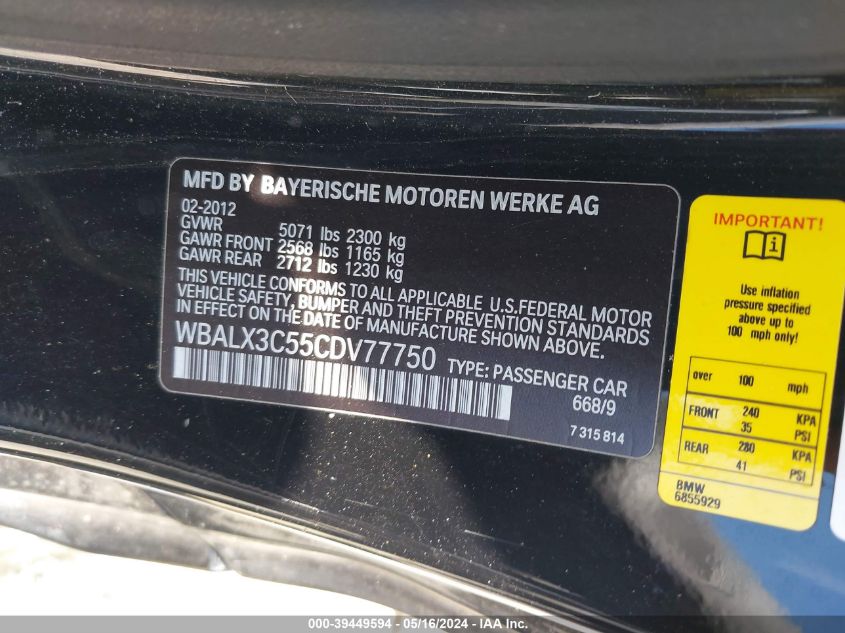 MFD BY BAYERISCHE MOTOREN WERKE AG
02-2012
GVWR 5071 lbs 2300 kg
GAWR FRONT 2568 lbs 1165 kg
GAWR REAR 2712 lbs 1230 kg
THIS VEHICLE CONFORMS TO ALL APPLICABLE U.S.FEDERAL MOTOR
VEHICLE SAFETY, BUMPER AND THEFT PREVENTION STANDARDS
IN EFFECT ON THE DATE OF MANUFACTURE SHOWN ABOVE.
WBALX3C55CDV77750 TYPE: PASSENGER CAR
668/9
7 315 814
IMPORTANT!
i
Use inflation
pressure specified
above up to
100 mph only!
over 100 mph
FRONT 240 KPA
35 PSI
REAR 280 KPA
41 PSI
BMW
6855929
000-39449594 - 05/16/2024 - IAAI.COM